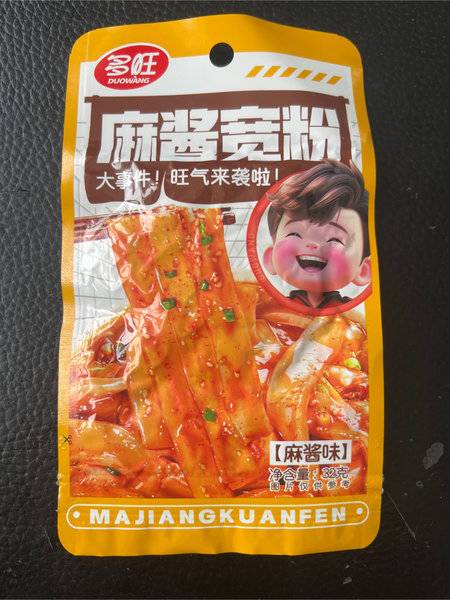 多旺
DUOWANG
麻酱宽粉
大事件！旺气来袭啦！
【麻酱味】
净含量：32克
图片仅供参考
MAJIANGKUANFEN